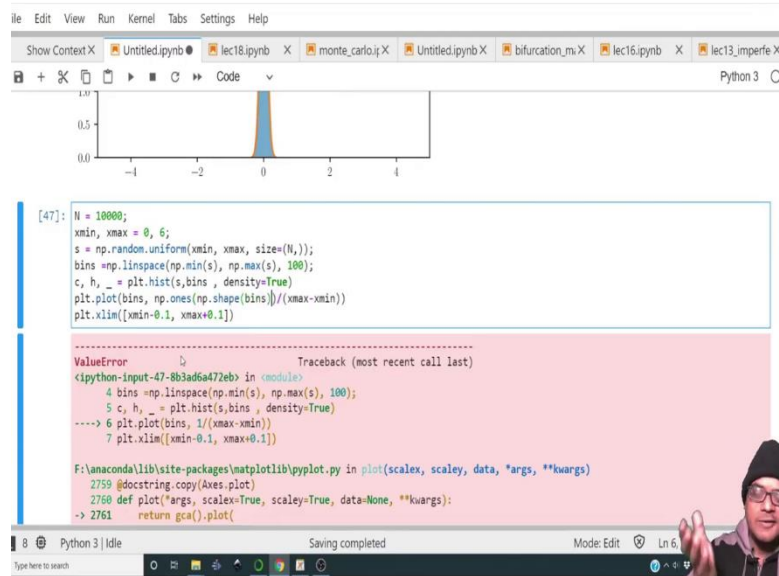 ile Edit View Run Kernel Tabs Settings Help
Show Context X Untitled.ipynb lec18.ipynb X monte_carlo.ip X Untitled.ipynb X bifurcation_m X lec16.ipynb X lec13_imperfe X
Code Python 3
1.0
0.5
0.0
−4 −2 0 2 4
[47]: N = 10000;
xmin, xmax = 0, 6;
s = np.random.uniform(xmin, xmax, size=(N,));
bins =np.linspace(np.min(s), np.max(s), 100);
c, h, _ = plt.hist(s,bins , density=True)
plt.plot(bins, np.ones(np.shape(bins))/(xmax-xmin))
plt.xlim([xmin-0.1, xmax+0.1])
---------------------------------------------------------------------------
ValueError Traceback (most recent call last)
<ipython-input-47-8b3ad6a472eb> in <module>
4 bins =np.linspace(np.min(s), np.max(s), 100);
5 c, h, _ = plt.hist(s,bins , density=True)
----> 6 plt.plot(bins, 1/(xmax-xmin))
7 plt.xlim([xmin-0.1, xmax+0.1])
F:\anaconda\lib\site-packages\matplotlib\pyplot.py in plot(scalex, scaley, data, *args, **kwargs)
2759 @docstring.copy(Axes.plot)
2760 def plot(*args, scalex=True, scaley=True, data=None, **kwargs):
-> 2761 return gca().plot(
8 Python 3 | Idle Saving completed Mode: Edit Ln 6,
Type here to search